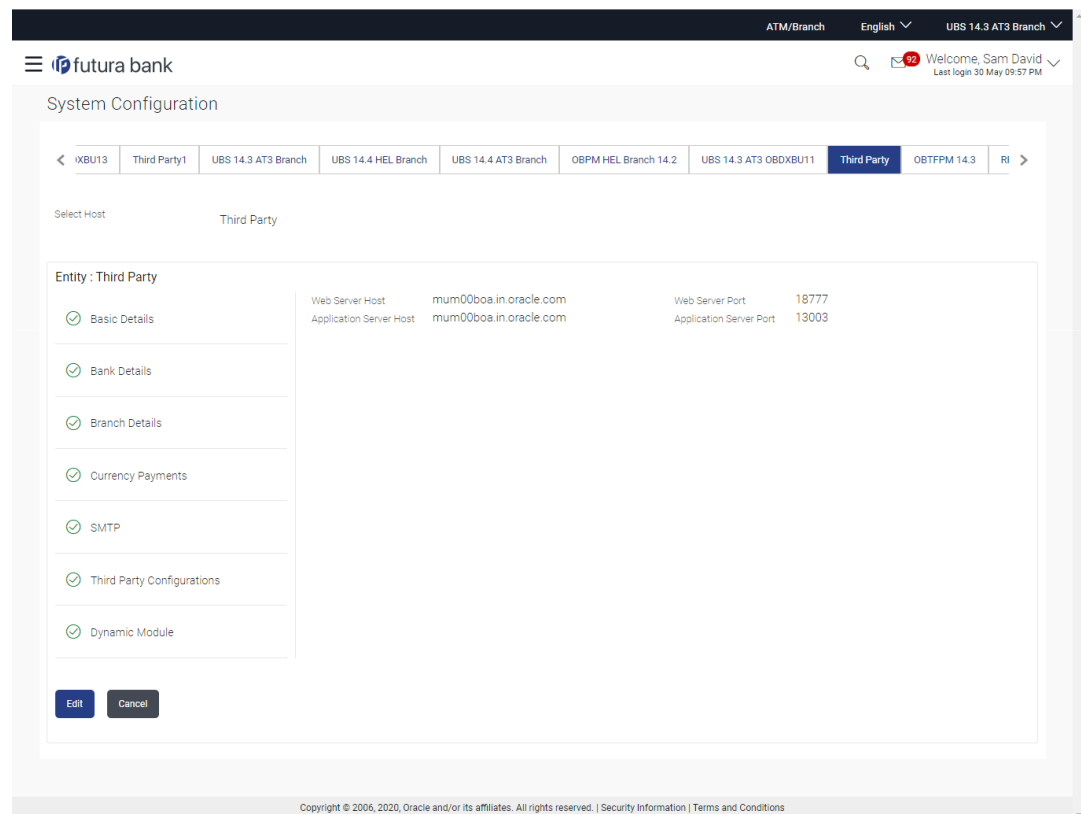 ATM/Branch English UBS 14.3 AT3 Branch
futura bank 92 Welcome, Sam David
Last login 30 May 09:57 PM
System Configuration
XBU13 Third Party1 UBS 14.3 AT3 Branch UBS 14.4 HEL Branch UBS 14.4 AT3 Branch OBPM HEL Branch 14.2 UBS 14.3 AT3 OBDXBU11 Third Party OBTFPM 14.3
Select Host Third Party
Entity : Third Party
Web Server Host mum00boa.in.oracle.com Web Server Port 18777
Application Server Host mum00boa.in.oracle.com Application Server Port 13003
Basic Details
Bank Details
Branch Details
Currency Payments
SMTP
Third Party Configurations
Dynamic Module
Edit Cancel
Copyright © 2006, 2020, Oracle and/or its affiliates. All rights reserved. | Security Information | Terms and Conditions